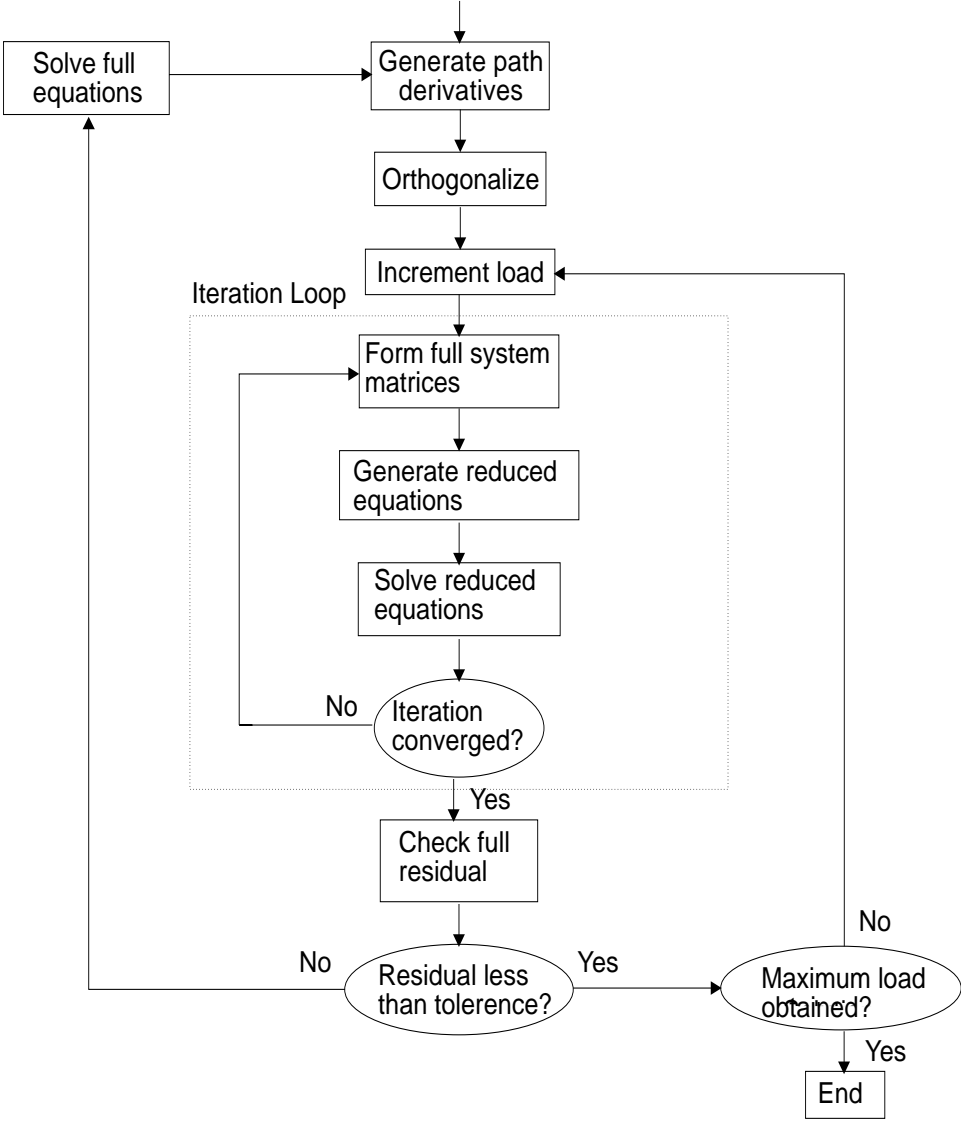 Solve full
equations
Generate path
derivatives
Orthogonalize
Increment load
Iteration Loop
Form full system
matrices
Generate reduced
equations
Solve reduced
equations
No
Iteration
converged?
Yes
Check full
residual
No
Residual less
than tolerence?
Yes
No
Maximum load
obtained?
Yes
End